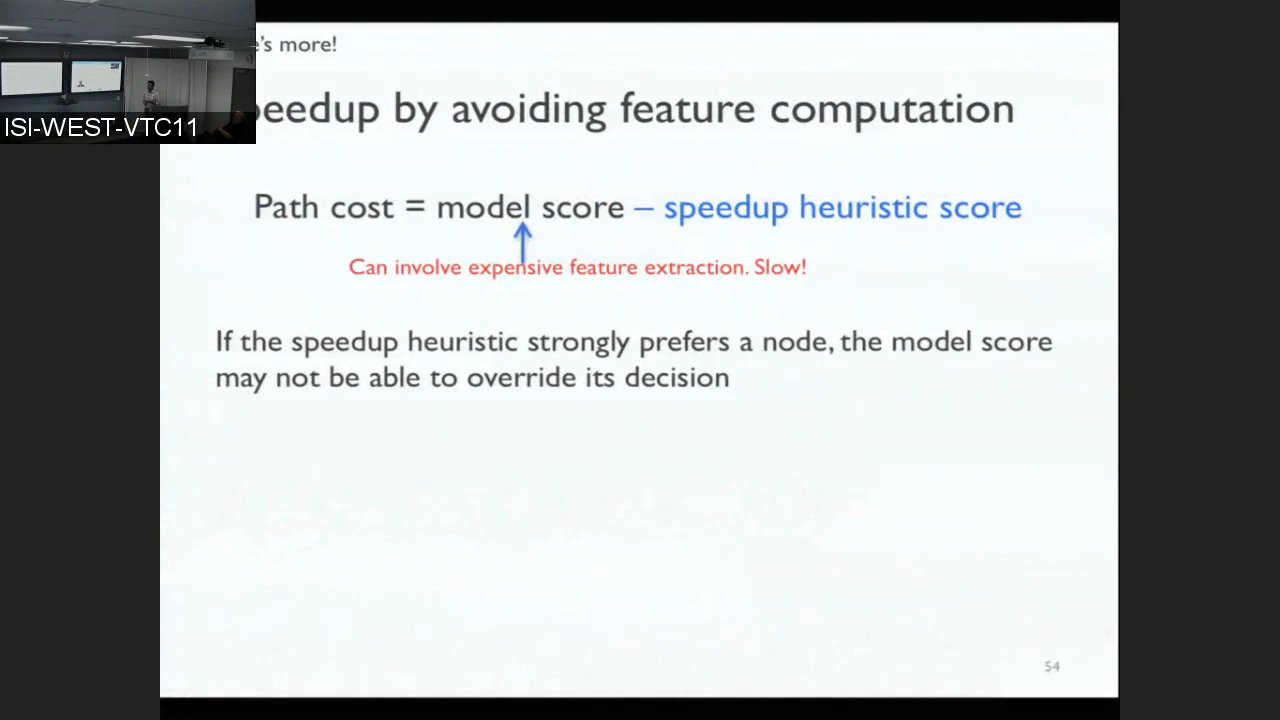 's more!
peedup by avoiding feature computation
ISI-WEST-VTC11
Path cost = model score – speedup heuristic score
Can involve expensive feature extraction. Slow!
If the speedup heuristic strongly prefers a node, the model score
may not be able to override its decision
54